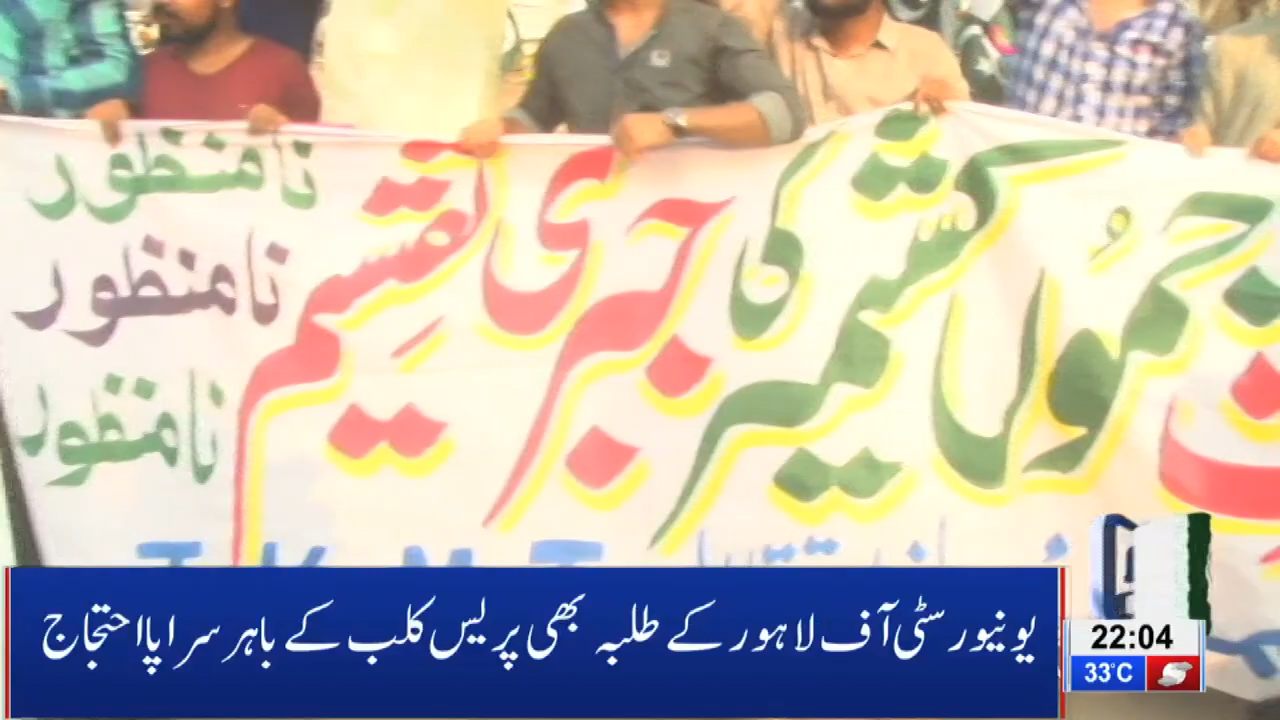 جموں کشمیر کا جبری تقسیم
نامنظور
نامنظور
نامنظور
یونیورسٹی آف لاہور کے طلبہ بھی پریس کلب کے باہر سراپا احتجاج
22:04
33°C